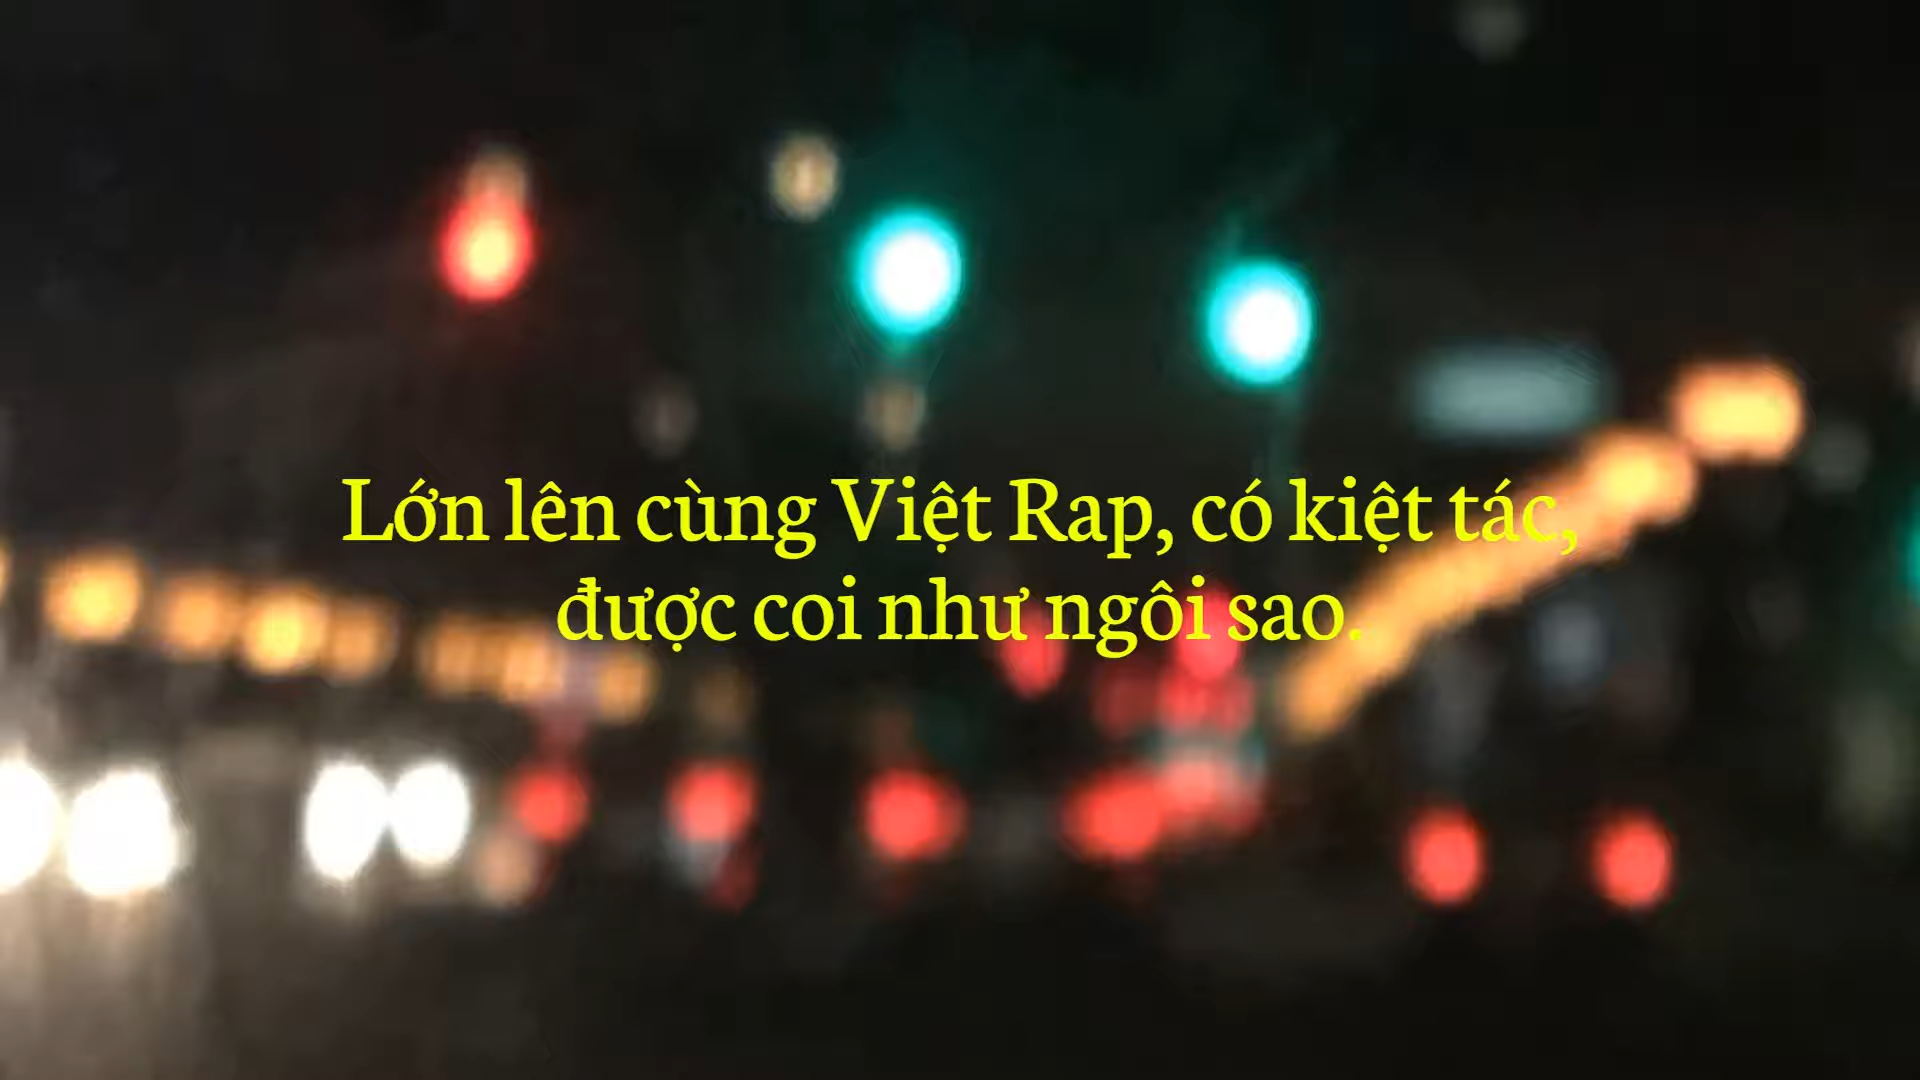 Lớn lên cùng Việt Rap, có kiệt tác,
được coi như ngôi sao.